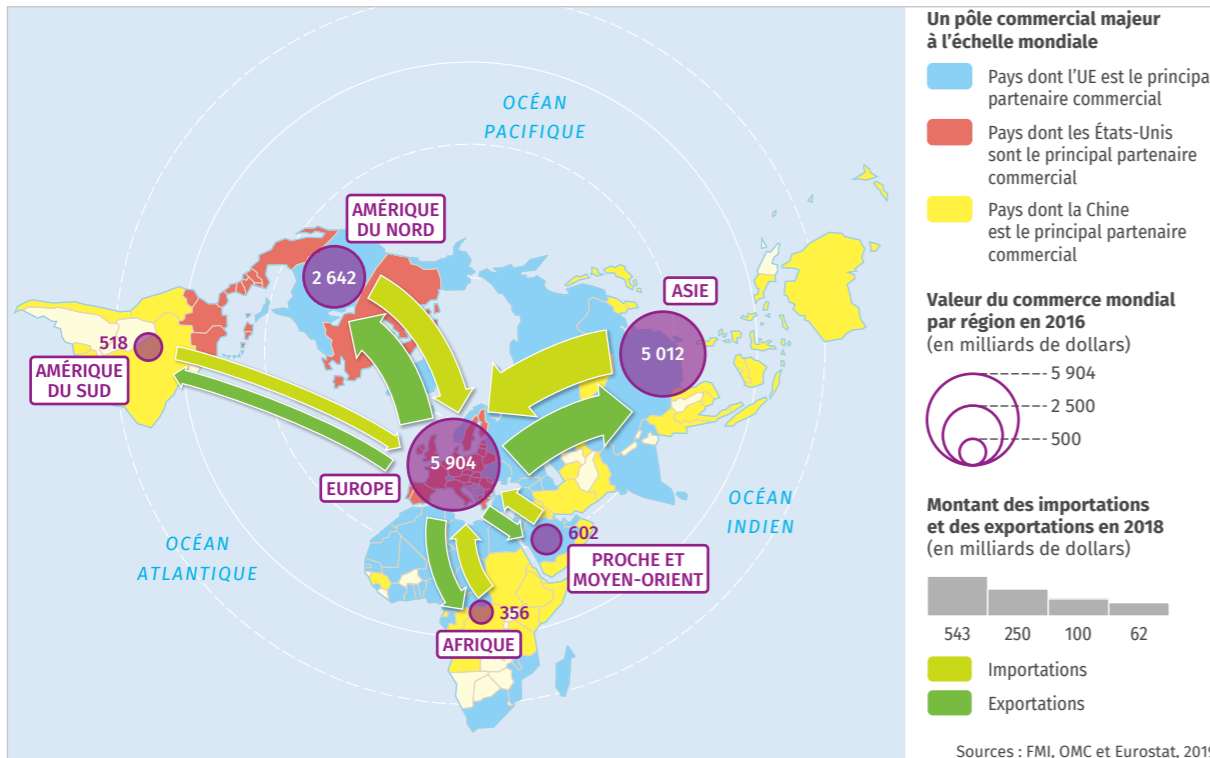 OCÉAN
PACIFIQUE
AMÉRIQUE
DU NORD
2 642
ASIE
5 012
518
AMÉRIQUE
DU SUD
5 904
EUROPE
OCÉAN
INDIEN
602
PROCHE ET
MOYEN-ORIENT
OCÉAN
ATLANTIQUE
356
AFRIQUE
Un pôle commercial majeur
à l'échelle mondiale
Pays dont l'UE est le principa
partenaire commercial
Pays dont les États-Unis
sont le principal partenaire
commercial
Pays dont la Chine
est le principal partenaire
commercial
Valeur du commerce mondial
par région en 2016
(en milliards de dollars)
5 904
2 500
500
Montant des importations
et des exportations en 2018
(en milliards de dollars)
543 250 100 62
Importations
Exportations
Sources : FMI, OMC et Eurostat, 2019